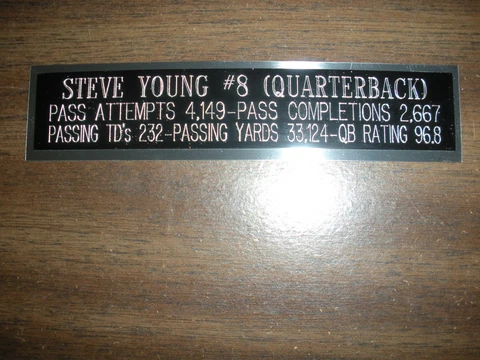 STEVE YOUNG #8 (QUARTERBACK)
PASS ATTEMPTS 4,149-PASS COMPLETIONS 2,667
PASSING TD's 232-PASSING YARDS 33,124-QB RATING 96.8